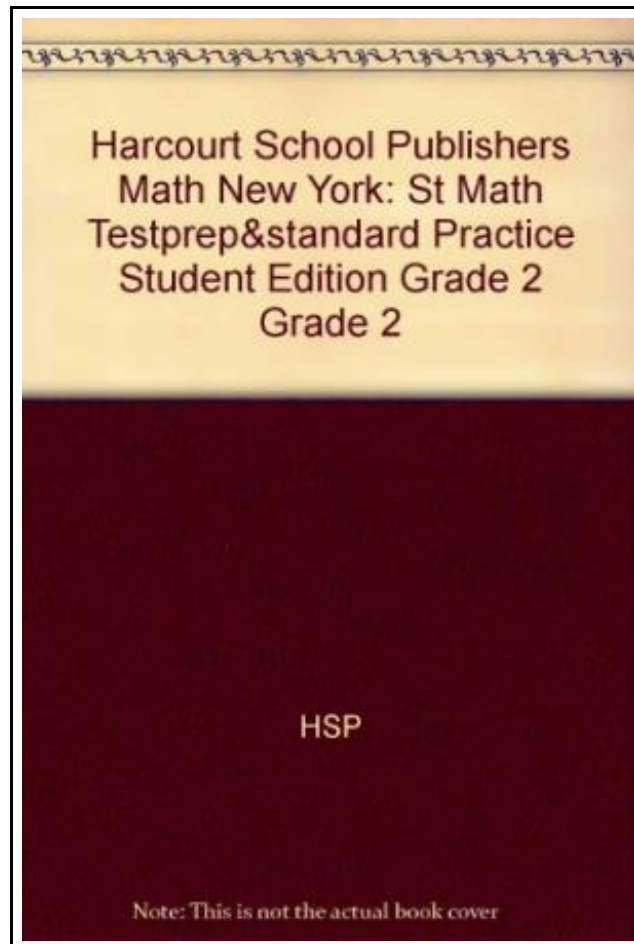 Harcourt School Publishers
Math New York: St Math
Testprep&standard Practice
Student Edition Grade 2
Grade 2
HSP
Note: This is not the actual book cover